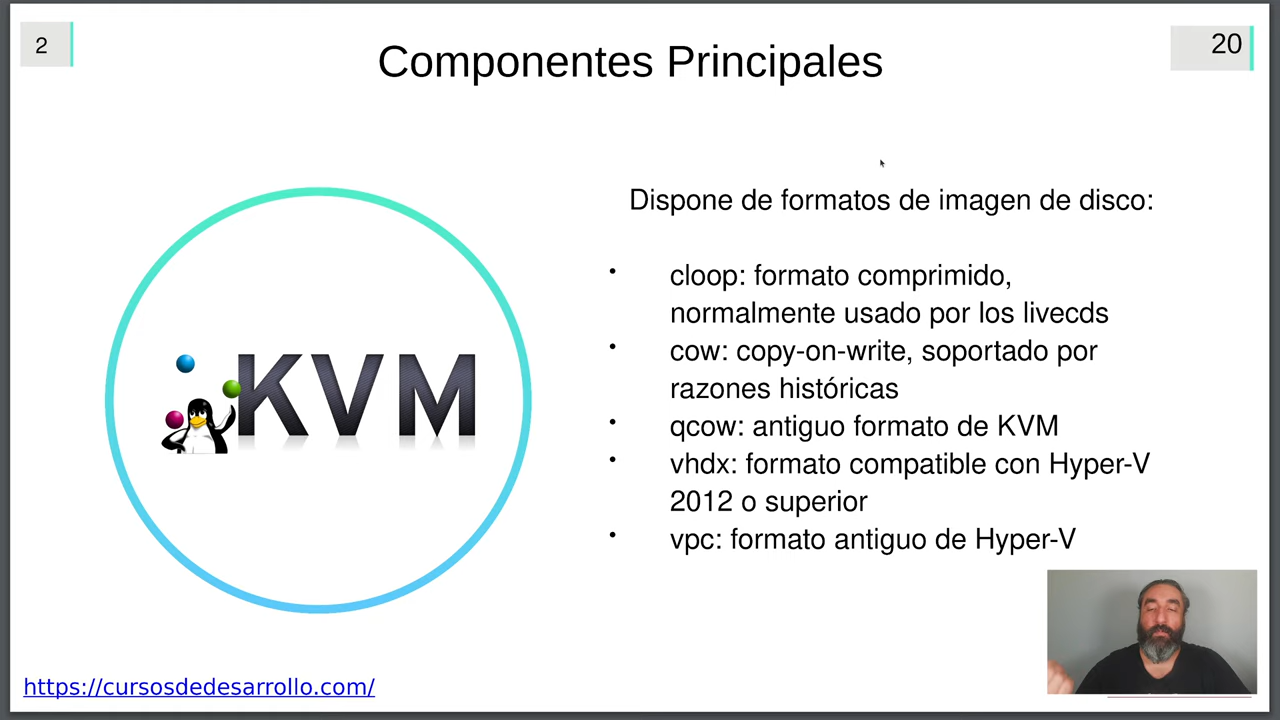 2
Componentes Principales
20
Dispone de formatos de imagen de disco:
• cloop: formato comprimido,
normalmente usado por los livecds
• cow: copy-on-write, soportado por
razones históricas
• qcow: antiguo formato de KVM
• vhdx: formato compatible con Hyper-V
2012 o superior
• vpc: formato antiguo de Hyper-V
KVM
https://cursosdedesarrollo.com/